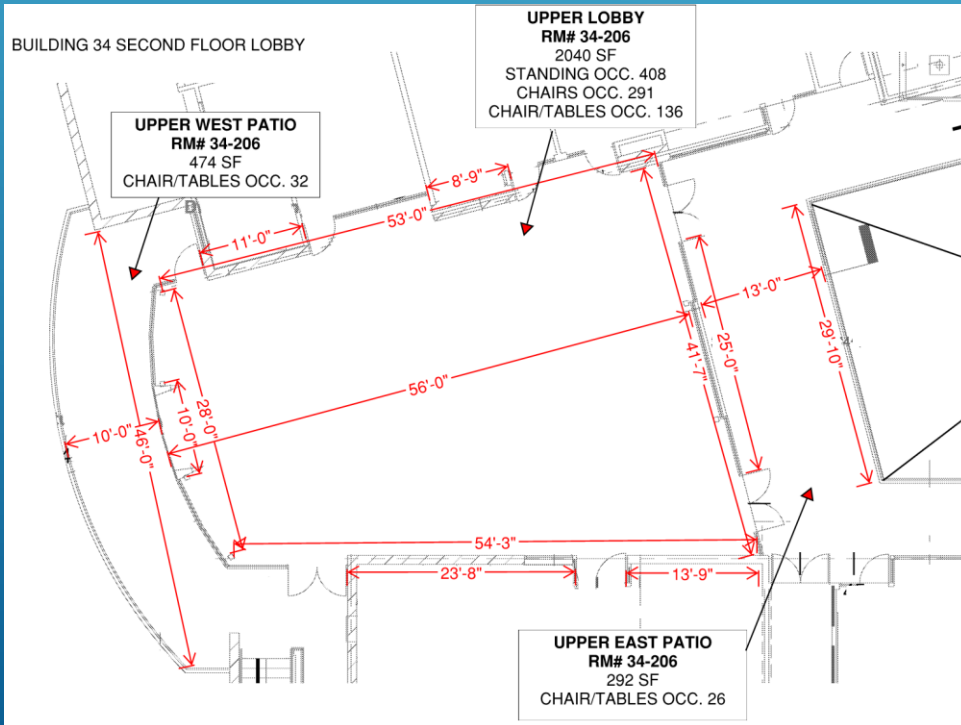 BUILDING 34 SECOND FLOOR LOBBY
UPPER LOBBY
RM# 34-206
2040 SF
STANDING OCC. 408
CHAIRS OCC. 291
CHAIR/TABLES OCC. 136
UPPER WEST PATIO
RM# 34-206
474 SF
CHAIR/TABLES OCC. 32
8'-9"
53'-0"
11'-0"
13'-0"
29'-10"
25'-0"
41'-7"
56'-0"
28'-0"
10'-0"
10'-0"
46'-0"
54'-3"
23'-8"
13'-9"
UPPER EAST PATIO
RM# 34-206
292 SF
CHAIR/TABLES OCC. 26